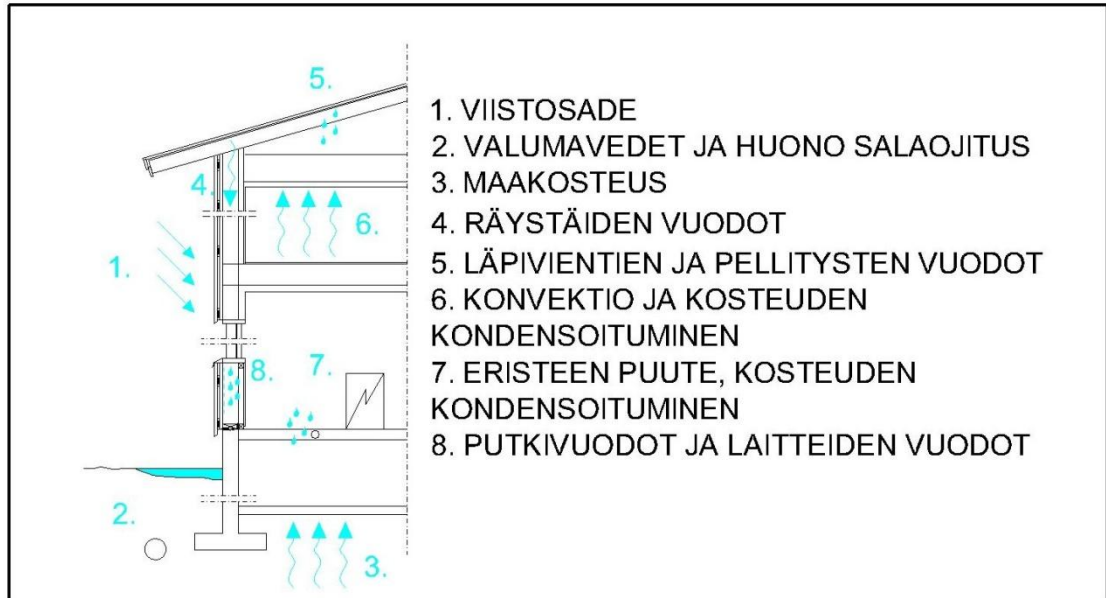 5.
4.
6.
1.
8.
7.
2.
3.
1. VIISTOSADE
2. VALUMAVEDET JA HUONO SALAOJITUS
3. MAAKOSTEUS
4. RÄYSTÄIDEN VUODOT
5. LÄPIVIENTIEN JA PELLITYSTEN VUODOT
6. KONVEKTIO JA KOSTEUDEN
KONDENSOITUMINEN
7. ERISTEEN PUUTE, KOSTEUDEN
KONDENSOITUMINEN
8. PUTKIVUODOT JA LAITTEIDEN VUODOT